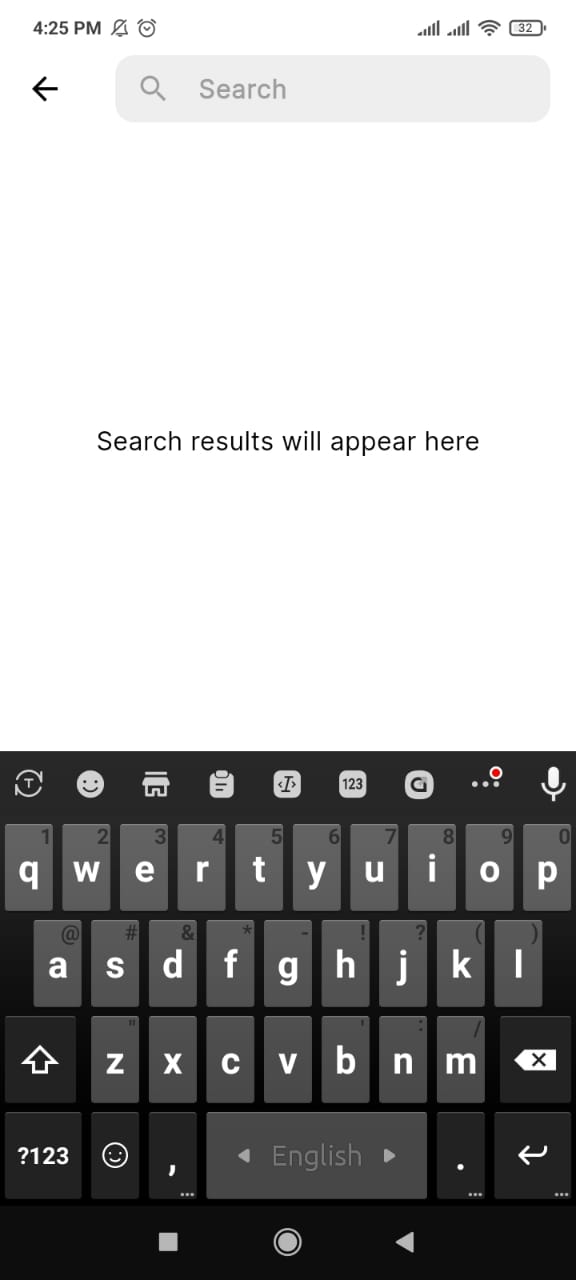 4:25 PM 32
Search
Search results will appear here
123
1 2 3 4 5 6 7 8 9 0
q w e r t y u i o p
@ # & * - ! ? ( )
a s d f g h j k l
" ' : /
z x c v b n m
?123 , English .